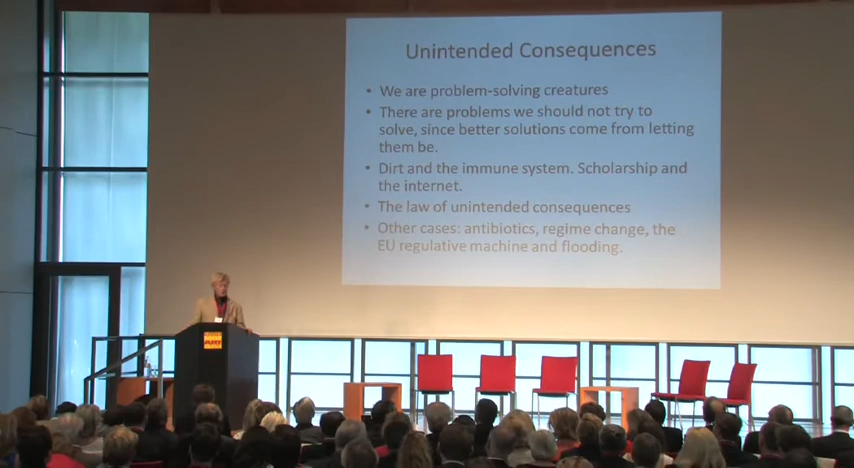 Unintended Consequences
• We are problem-solving creatures
• There are problems we should not try to
solve, since better solutions come from letting
them be.
• Dirt and the immune system. Scholarship and
the internet.
• The law of unintended consequences
• Other cases: antibiotics, regime change, the
EU regulative machine and flooding.